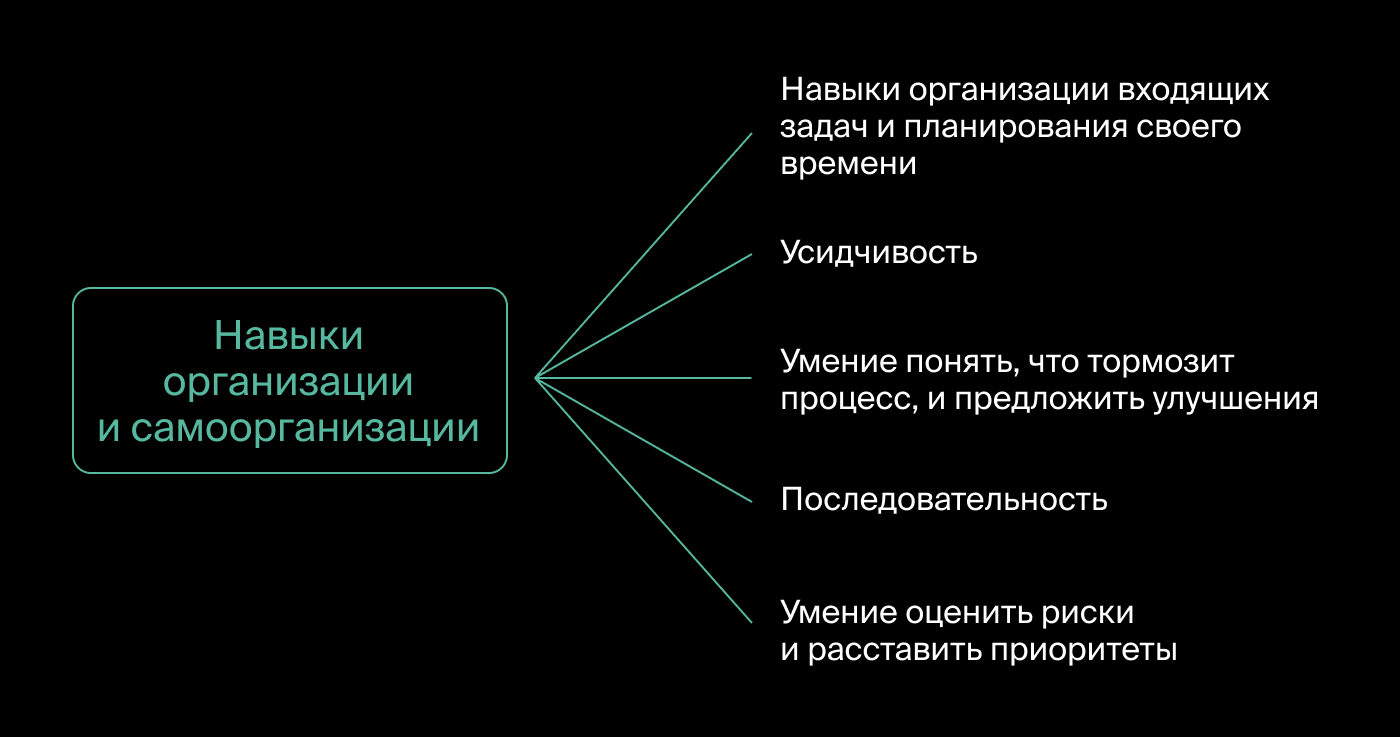 Навыки
организации
и самоорганизации
Навыки организации входящих
задач и планирования своего
времени
Усидчивость
Умение понять, что тормозит
процесс, и предложить улучшения
Последовательность
Умение оценить риски
и расставить приоритеты